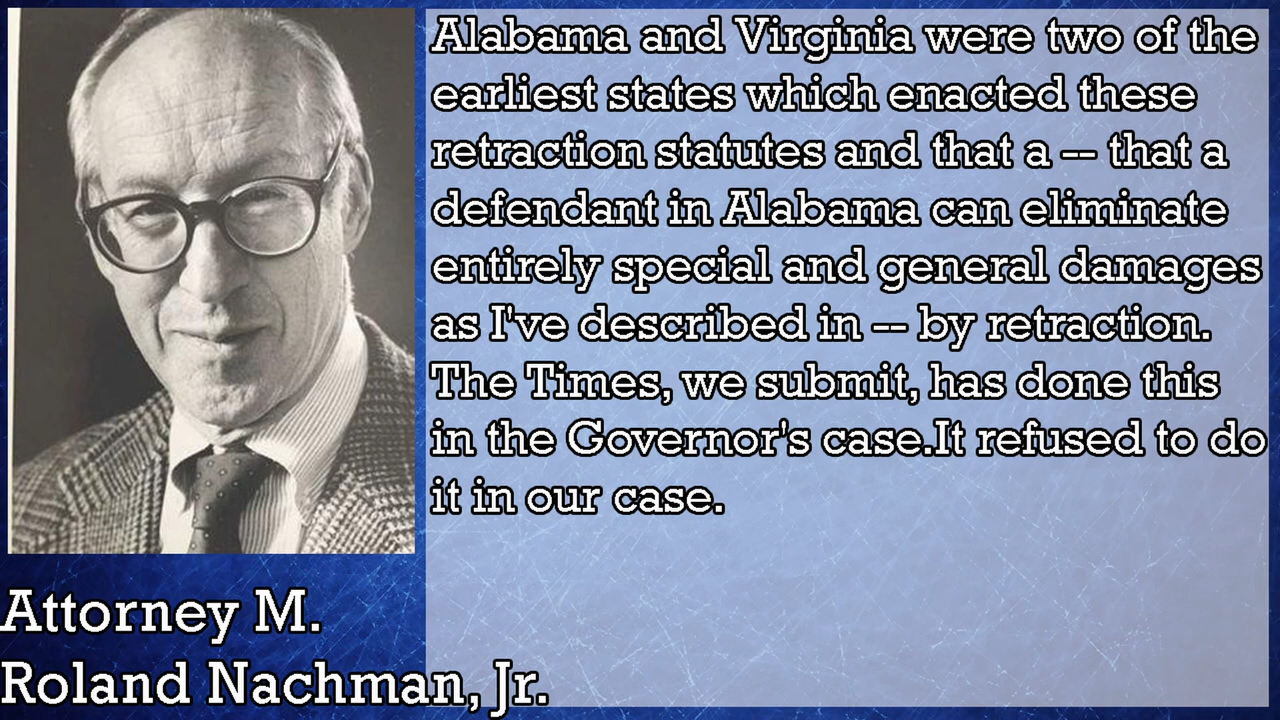 Alabama and Virginia were two of the
earliest states which enacted these
retraction statutes and that a -- that a
defendant in Alabama can eliminate
entirely special and general damages
as I've described in -- by retraction.
The Times, we submit, has done this
in the Governor's case.It refused to do
it in our case.
Attorney M.
Roland Nachman, Jr.